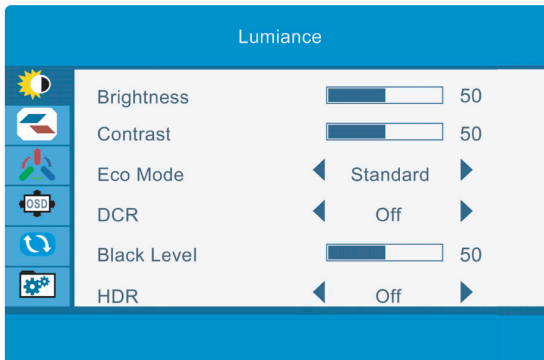 Lumiance
Brightness 50
Contrast 50
Eco Mode Standard
OSD
DCR Off
Black Level 50
HDR Off